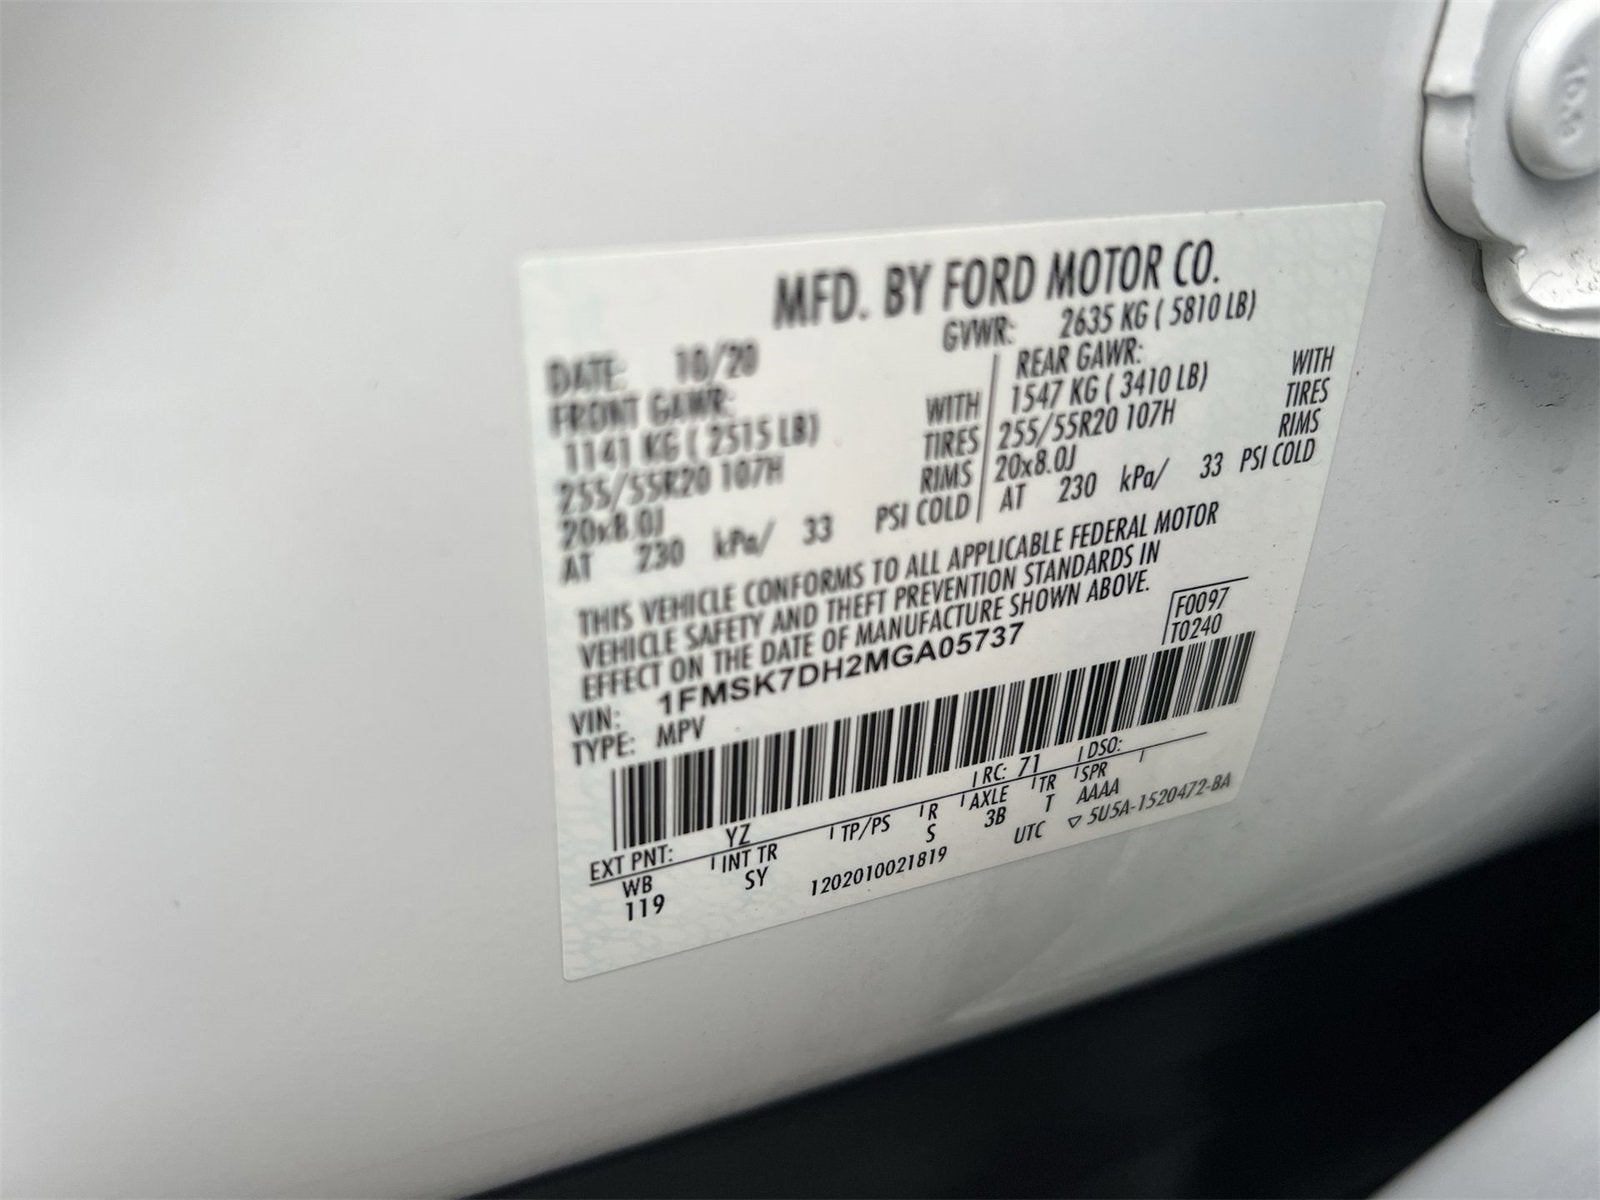 MFD. BY FORD MOTOR CO.
DATE: 10/20 GVWR: 2635 KG ( 5810 LB)
FRONT GAWR: REAR GAWR:
1141 KG ( 2515 LB) WITH 1547 KG ( 3410 LB) WITH
255/55R20 107H TIRES 255/55R20 107H TIRES
20x8.0J RIMS 20x8.0J RIMS
AT 230 kPa/ 33 PSI COLD AT 230 kPa/ 33 PSI COLD
THIS VEHICLE CONFORMS TO ALL APPLICABLE FEDERAL MOTOR
VEHICLE SAFETY AND THEFT PREVENTION STANDARDS IN
EFFECT ON THE DATE OF MANUFACTURE SHOWN ABOVE.
F0097
T0240
VIN: 1FMSK7DH2MGA05737
TYPE: MPV
EXT PNT: YZ RC: 71 DSO:
WB INT TR TP/PS R AXLE TR SPR
119 SY S 3B T AAAA
1202010021819 UTC ▽ 5U5A-1520472-BA